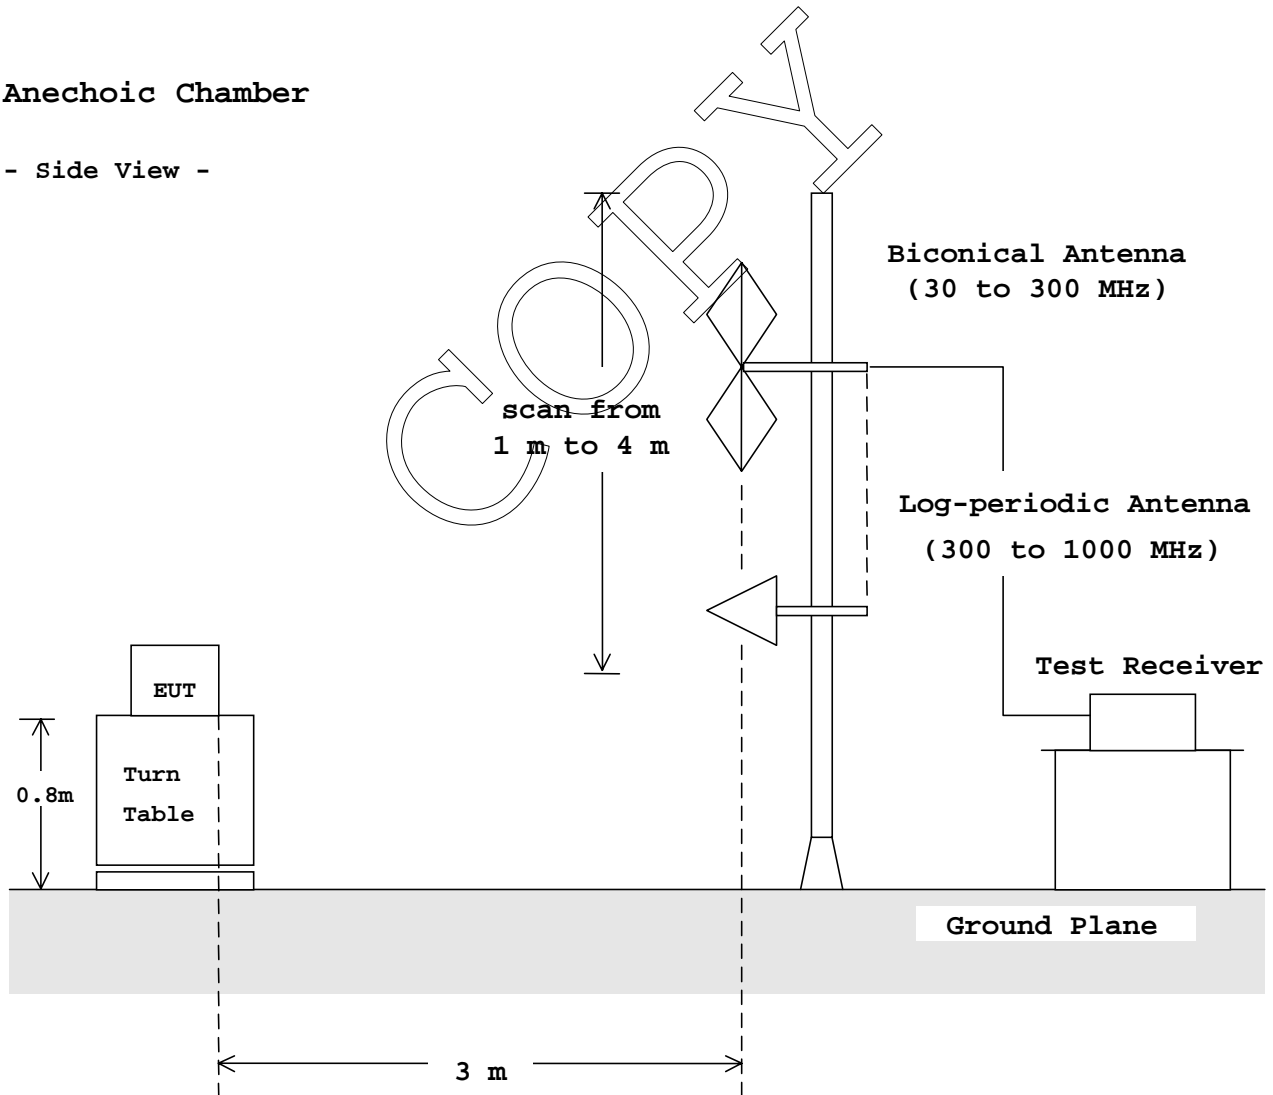 Anechoic Chamber
- Side View -
COPY
Biconical Antenna
(30 to 300 MHz)
scan from
1 m to 4 m
Log-periodic Antenna
(300 to 1000 MHz)
Test Receiver
EUT
Turn
Table
0.8m
Ground Plane
3 m